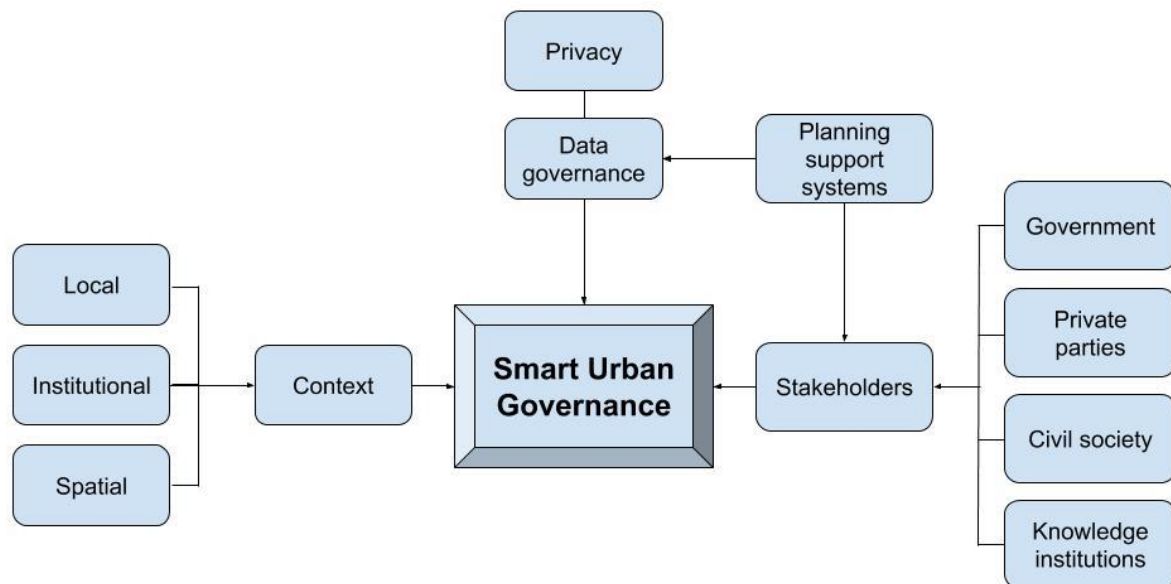 Privacy
Data
governance
Planning
support
systems
Local
Institutional
Spatial
Context
Smart Urban
Governance
Stakeholders
Government
Private
parties
Civil society
Knowledge
institutions